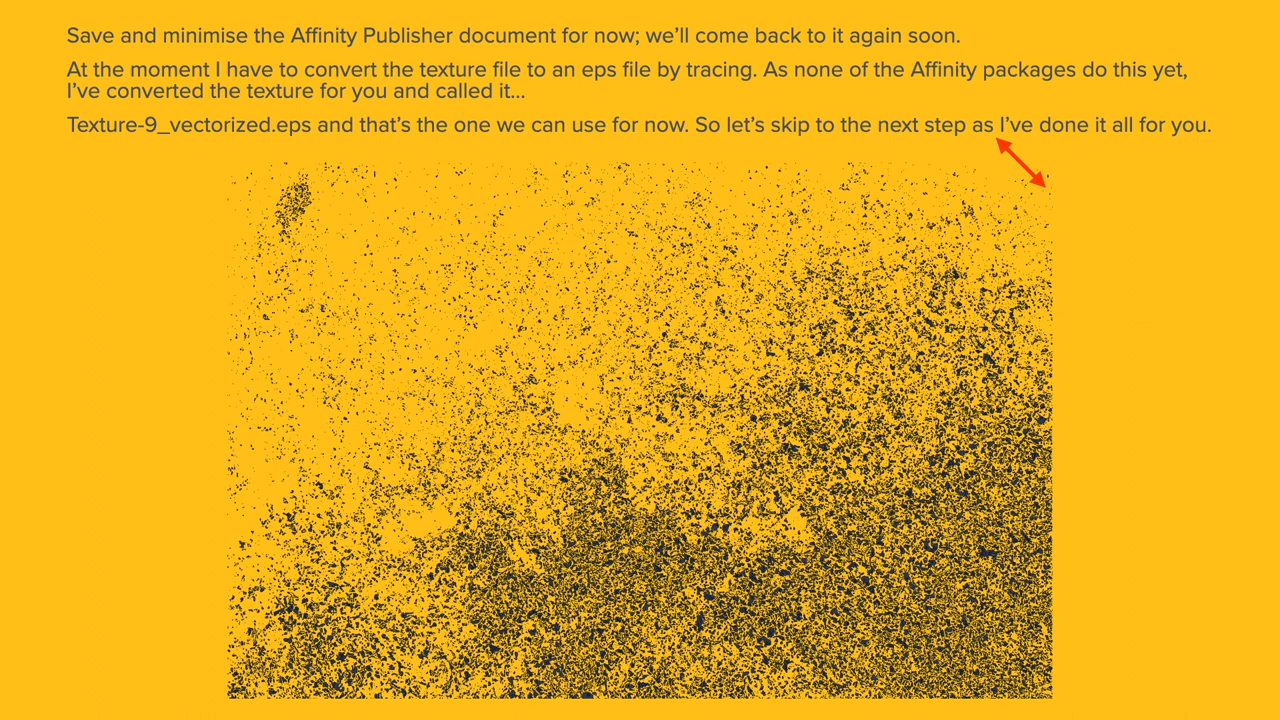 Save and minimise the Affinity Publisher document for now; we’ll come back to it again soon.
At the moment I have to convert the texture file to an eps file by tracing. As none of the Affinity packages do this yet,
I’ve converted the texture for you and called it...
Texture-9_vectorized.eps and that’s the one we can use for now. So let’s skip to the next step as I’ve done it all for you.